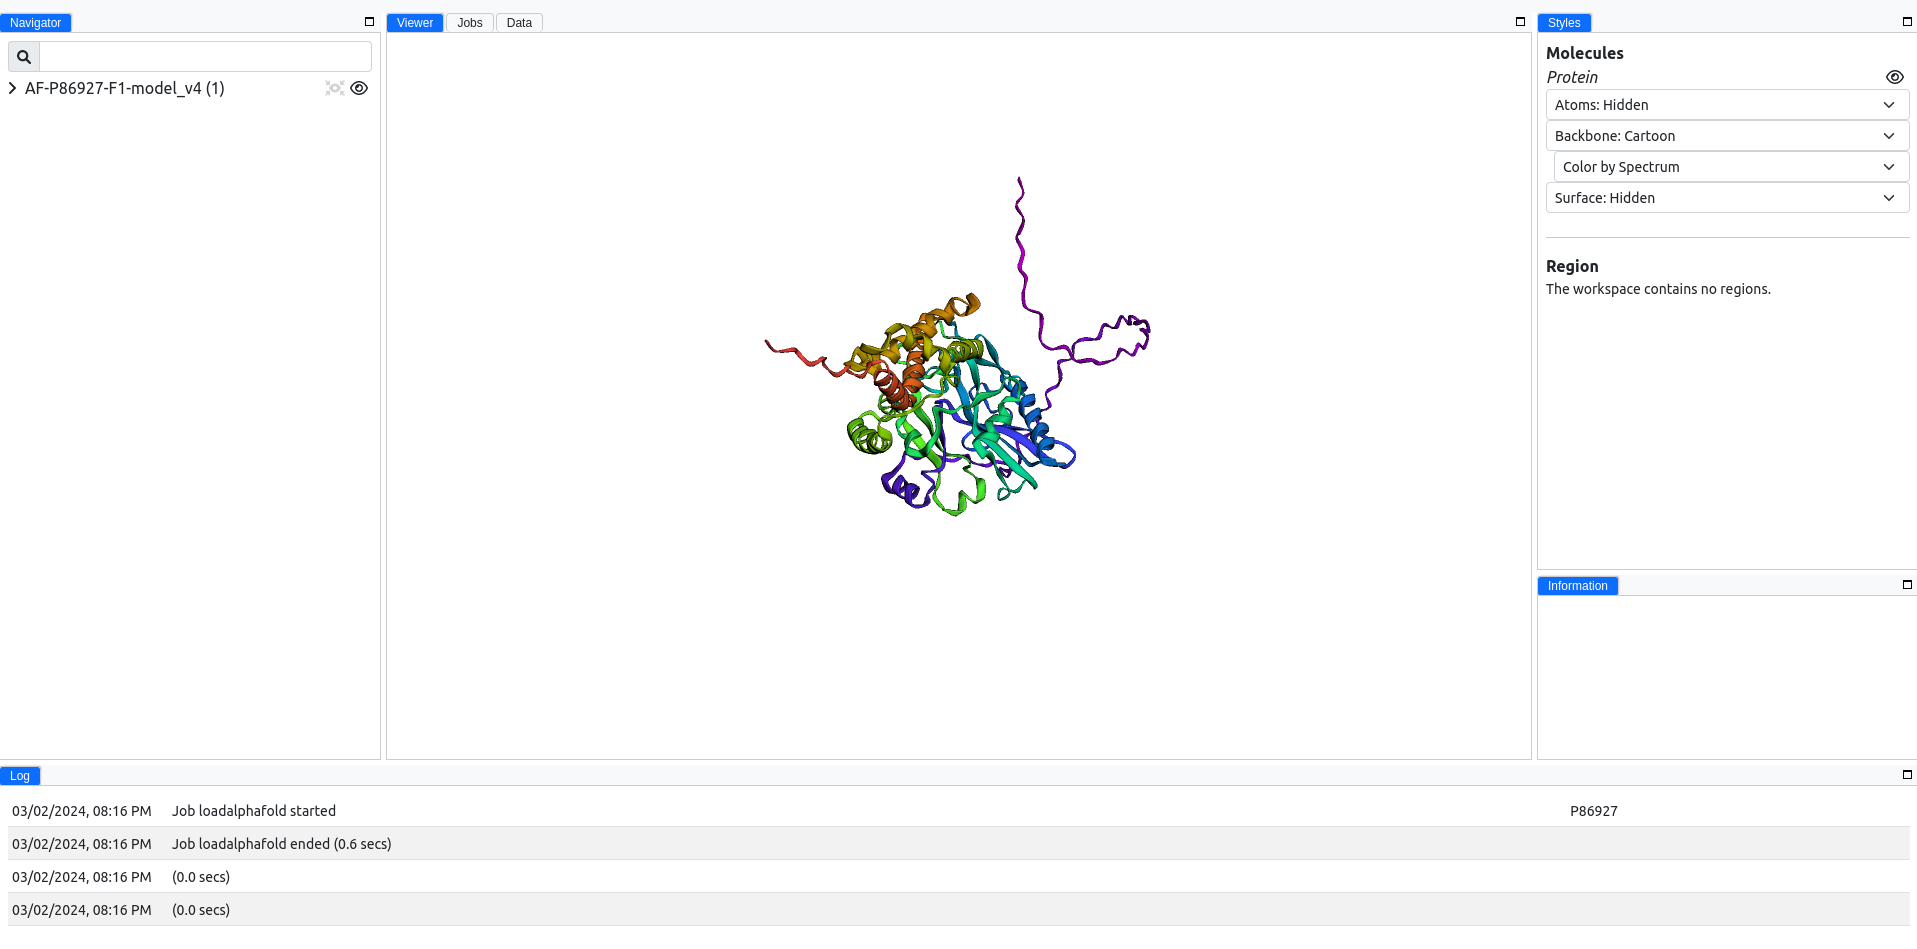 Navigator
Viewer
Jobs
Data
Styles
AF-P86927-F1-model_v4 (1)
Molecules
Protein
Atoms: Hidden
Backbone: Cartoon
Color by Spectrum
Surface: Hidden
Region
The workspace contains no regions.
Information
Log
03/02/2024, 08:16 PM Job loadalphafold started P86927
03/02/2024, 08:16 PM Job loadalphafold ended (0.6 secs)
03/02/2024, 08:16 PM (0.0 secs)
03/02/2024, 08:16 PM (0.0 secs)